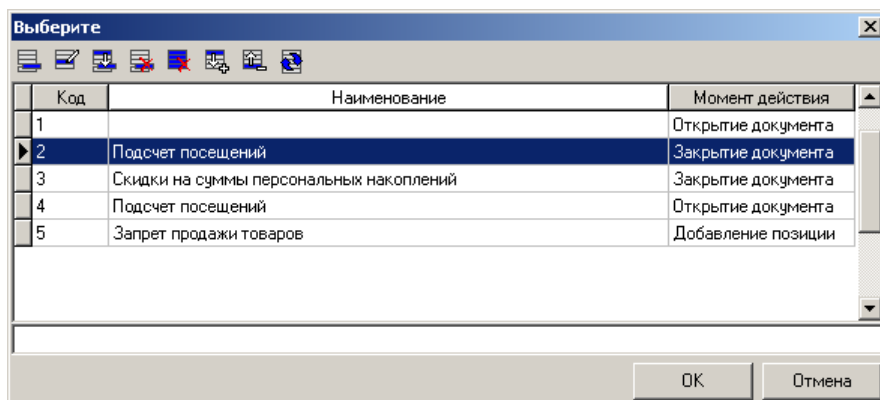 Выберите
Код Наименование Момент действия
1 Открытие документа
2 Подсчет посещений Закрытие документа
3 Скидки на суммы персональных накоплений Закрытие документа
4 Подсчет посещений Открытие документа
5 Запрет продажи товаров Добавление позиции
OK Отмена